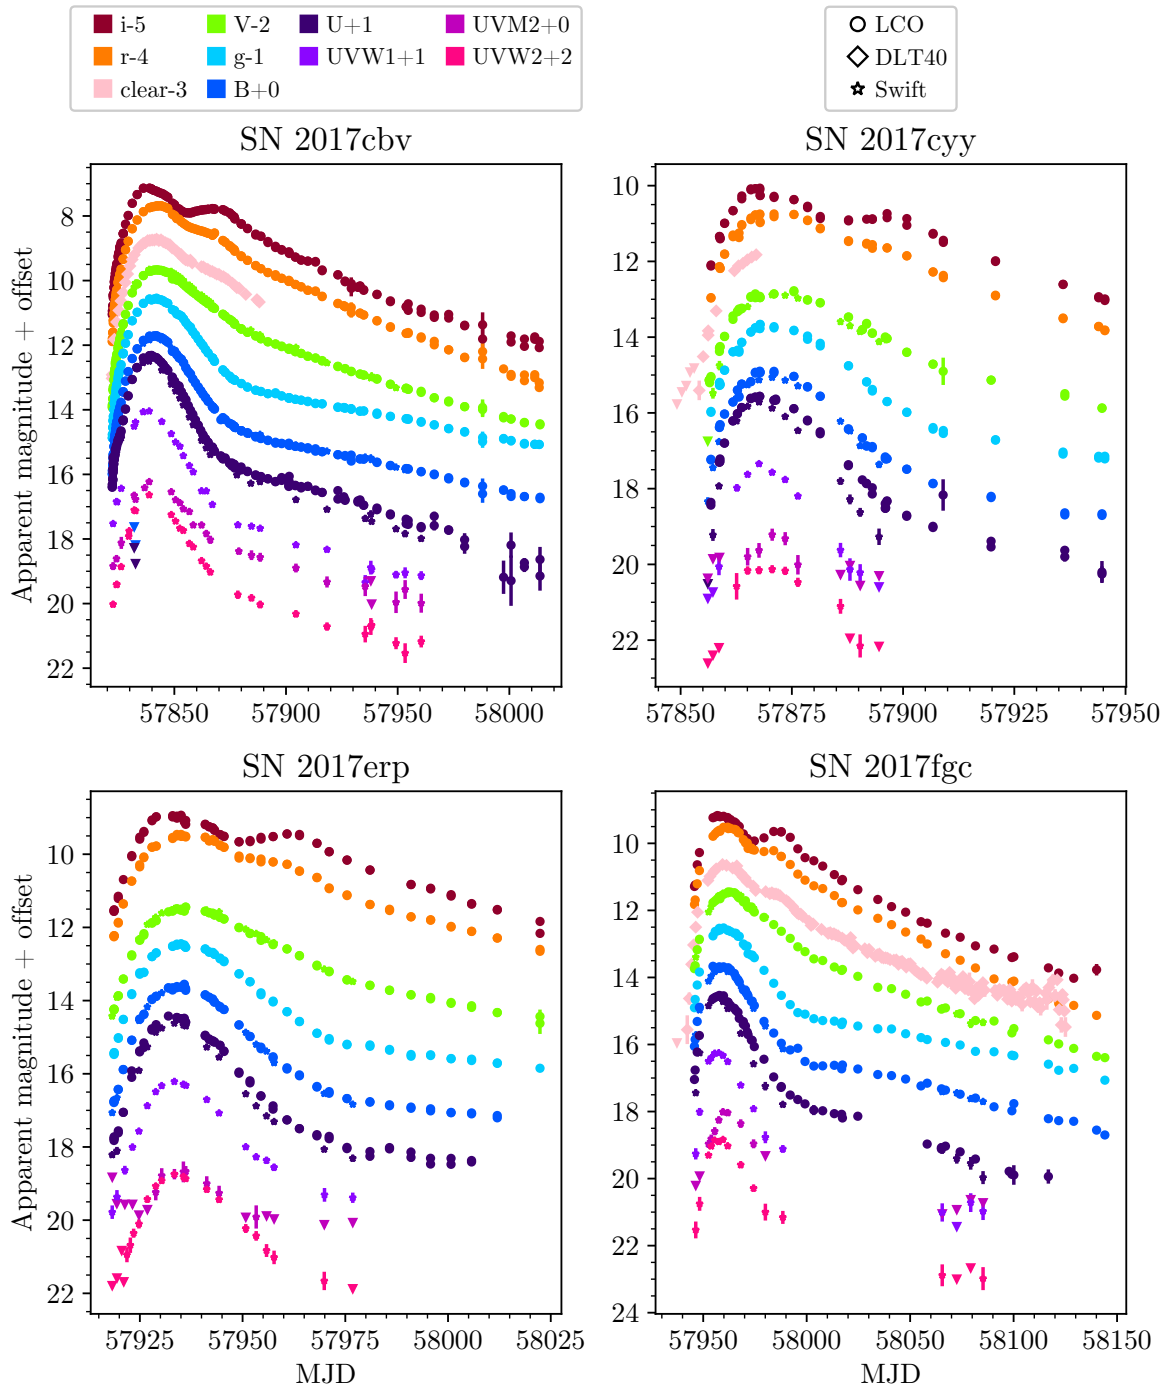 i-5 V-2 U+1 UVM2+0
r-4 g-1 UVW1+1 UVW2+2
clear-3 B+0
LCO
DLT40
Swift
SN 2017cbv
SN 2017cyy
Apparent magnitude + offset
8
10
12
14
16
18
20
22
57850 57900 57950 58000
10
12
14
16
18
20
22
57850 57875 57900 57925 57950
SN 2017erp
SN 2017fgc
Apparent magnitude + offset
10
12
14
16
18
20
22
57925 57950 57975 58000 58025
MJD
10
12
14
16
18
20
22
24
57950 58000 58050 58100 58150
MJD